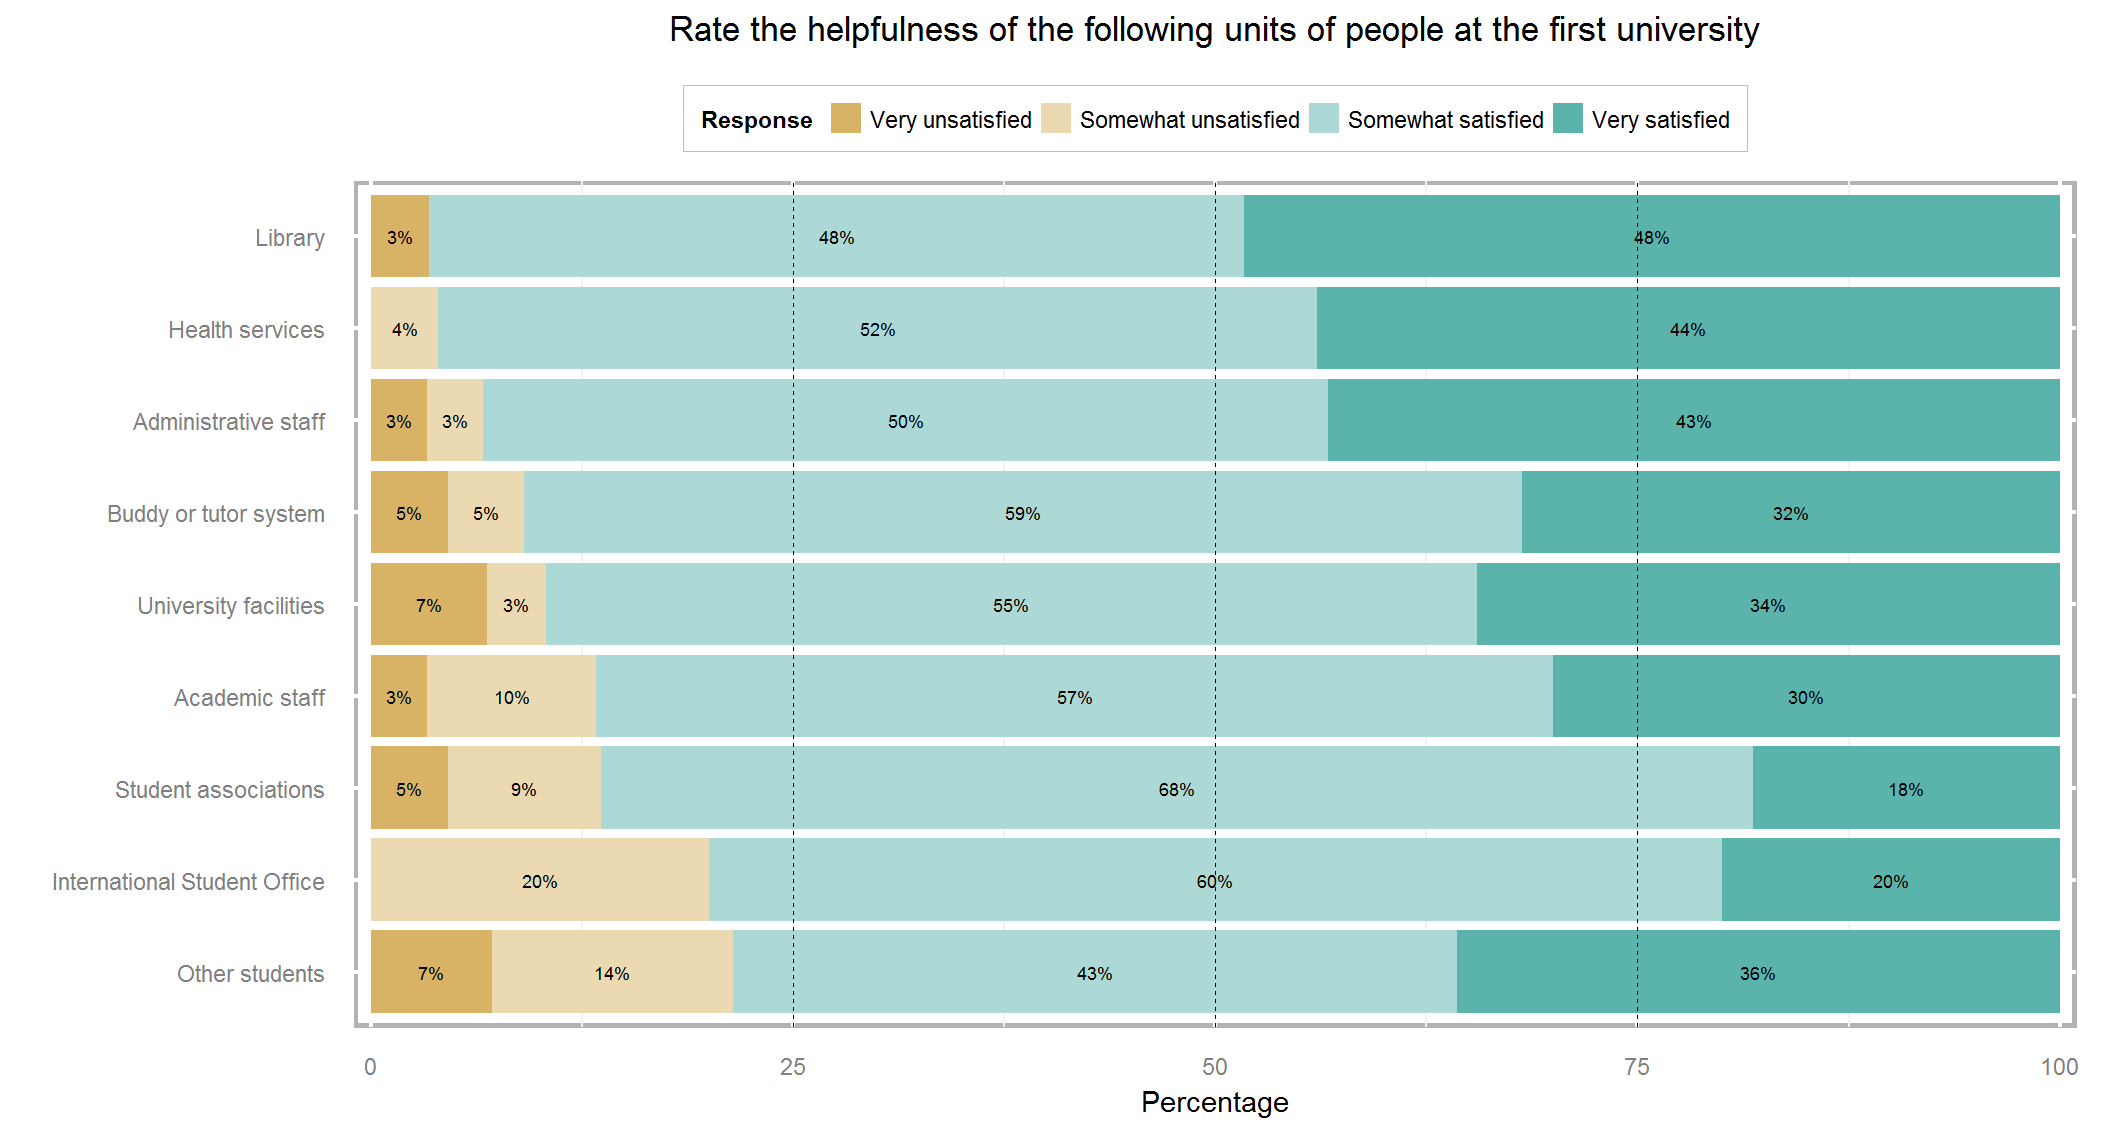 Rate the helpfulness of the following units of people at the first university
Response Very unsatisfied Somewhat unsatisfied Somewhat satisfied Very satisfied
Library 3% 48% 48%
Health services 4% 52% 44%
Administrative staff 3% 3% 50% 43%
Buddy or tutor system 5% 5% 59% 32%
University facilities 7% 3% 55% 34%
Academic staff 3% 10% 57% 30%
Student associations 5% 9% 68% 18%
International Student Office 20% 60% 20%
Other students 7% 14% 43% 36%
0 25 50 75 100
Percentage